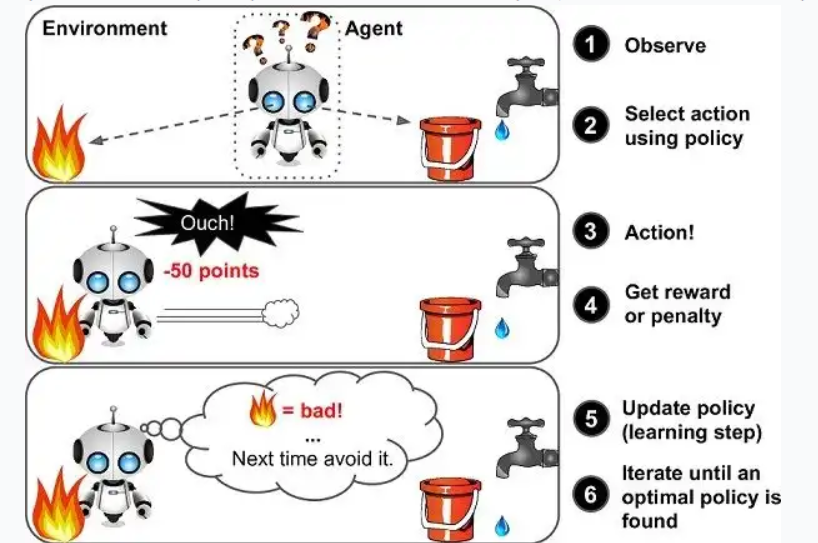 Environment
? ? ?
Agent
1 Observe
2 Select action
using policy
Ouch!
-50 points
3 Action!
4 Get reward
or penalty
= bad!
...
Next time avoid it.
5 Update policy
(learning step)
6 Iterate until an
optimal policy is
found